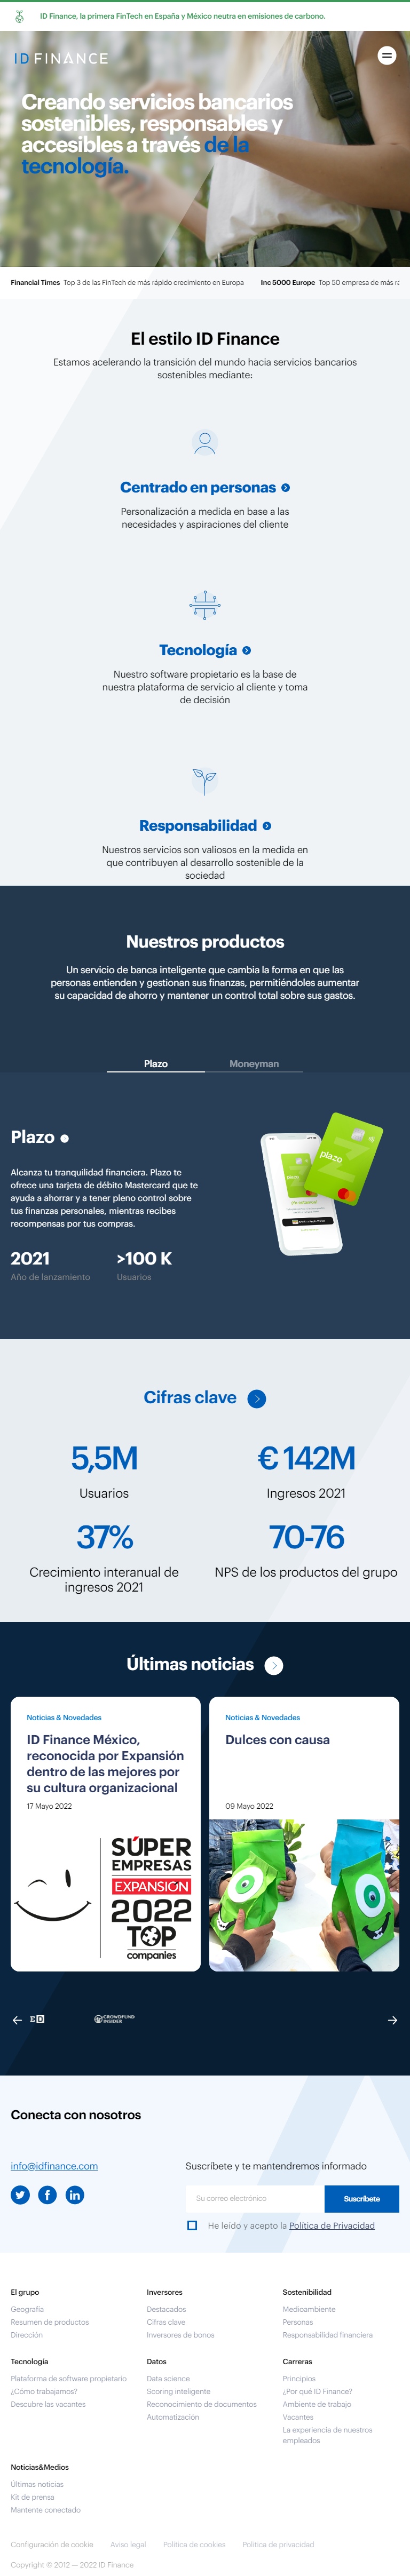 ID Finance, la primera FinTech en España y México neutra en emisiones de carbono.
ID FINANCE
Creando servicios bancarios
sostenibles, responsables y
accesibles a través de la
tecnología.
Financial Times Top 3 de las FinTech de más rápido crecimiento en Europa Inc 5000 Europe Top 50 empresa de más rá
El estilo ID Finance
Estamos acelerando la transición del mundo hacia servicios bancarios
sostenibles mediante:
Centrado en personas
Personalización a medida en base a las
necesidades y aspiraciones del cliente
Tecnología
Nuestro software propietario es la base de
nuestra plataforma de servicio al cliente y toma
de decisión
Responsabilidad
Nuestros servicios son valiosos en la medida en
que contribuyen al desarrollo sostenible de la
sociedad
Nuestros productos
Un servicio de banca inteligente que cambia la forma en que las
personas entienden y gestionan sus finanzas, permitiéndoles aumentar
su capacidad de ahorro y mantener un control total sobre sus gastos.
Plazo Moneyman
Plazo
Alcanza tu tranquilidad financiera. Plazo te
ofrece una tarjeta de débito Mastercard que te
ayuda a ahorrar y a tener pleno control sobre
tus finanzas personales, mientras recibes
recompensas por tus compras.
plazo
2021 >100 K
Año de lanzamiento Usuarios
Cifras clave
5,5M € 142M
Usuarios Ingresos 2021
37% 70-76
Crecimiento interanual de
ingresos 2021
NPS de los productos del grupo
Últimas noticias
Noticias & Novedades
ID Finance México,
reconocida por Expansión
dentro de las mejores por
su cultura organizacional
17 Mayo 2022
SÚPER
EMPRESAS
EXPANSIÓN
2022
TOP
companies
Noticias & Novedades
Dulces con causa
09 Mayo 2022
CROWDFUND
INSIDER
Conecta con nosotros
info@idfinance.com
Suscríbete y te mantendremos informado
Su correo electrónico Suscríbete
He leído y acepto la Política de Privacidad
El grupo
Geografía
Resumen de productos
Dirección
Inversores
Destacados
Cifras clave
Inversores de bonos
Sostenibilidad
Medioambiente
Personas
Responsabilidad financiera
Tecnología
Plataforma de software propietario
¿Cómo trabajamos?
Descubre las vacantes
Datos
Data science
Scoring inteligente
Reconocimiento de documentos
Automatización
Carreras
Principios
¿Por qué ID Finance?
Ambiente de trabajo
Vacantes
La experiencia de nuestros
empleados
Noticias&Medios
Últimas noticias
Kit de prensa
Mantente conectado
Configuración de cookie Aviso legal Política de cookies Política de privacidad
Copyright © 2012 — 2022 ID Finance